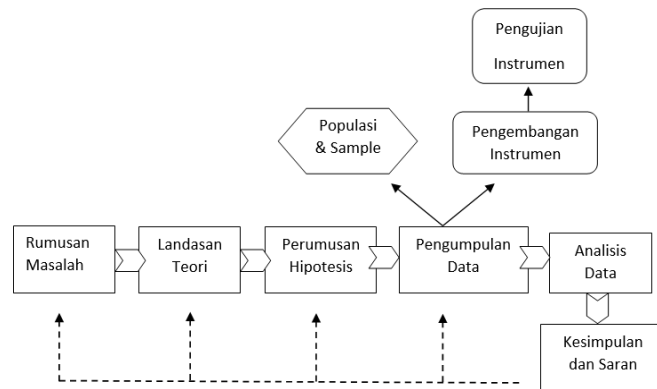 Pengujian
Instrumen
Populasi
& Sample
Pengembangan
Instrumen
Rumusan
Masalah
Landasan
Teori
Perumusan
Hipotesis
Pengumpulan
Data
Analisis
Data
Kesimpulan
dan Saran